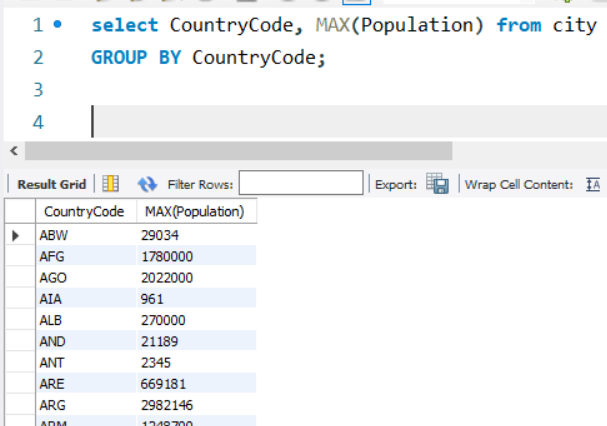 1 select CountryCode, MAX(Population) from city
2 GROUP BY CountryCode;
3
4
Result Grid Filter Rows: Export: Wrap Cell Content:
CountryCode MAX(Population)
ABW 29034
AFG 1780000
AGO 2022000
AIA 961
ALB 270000
AND 21189
ANT 2345
ARE 669181
ARG 2982146
ARM 1248700